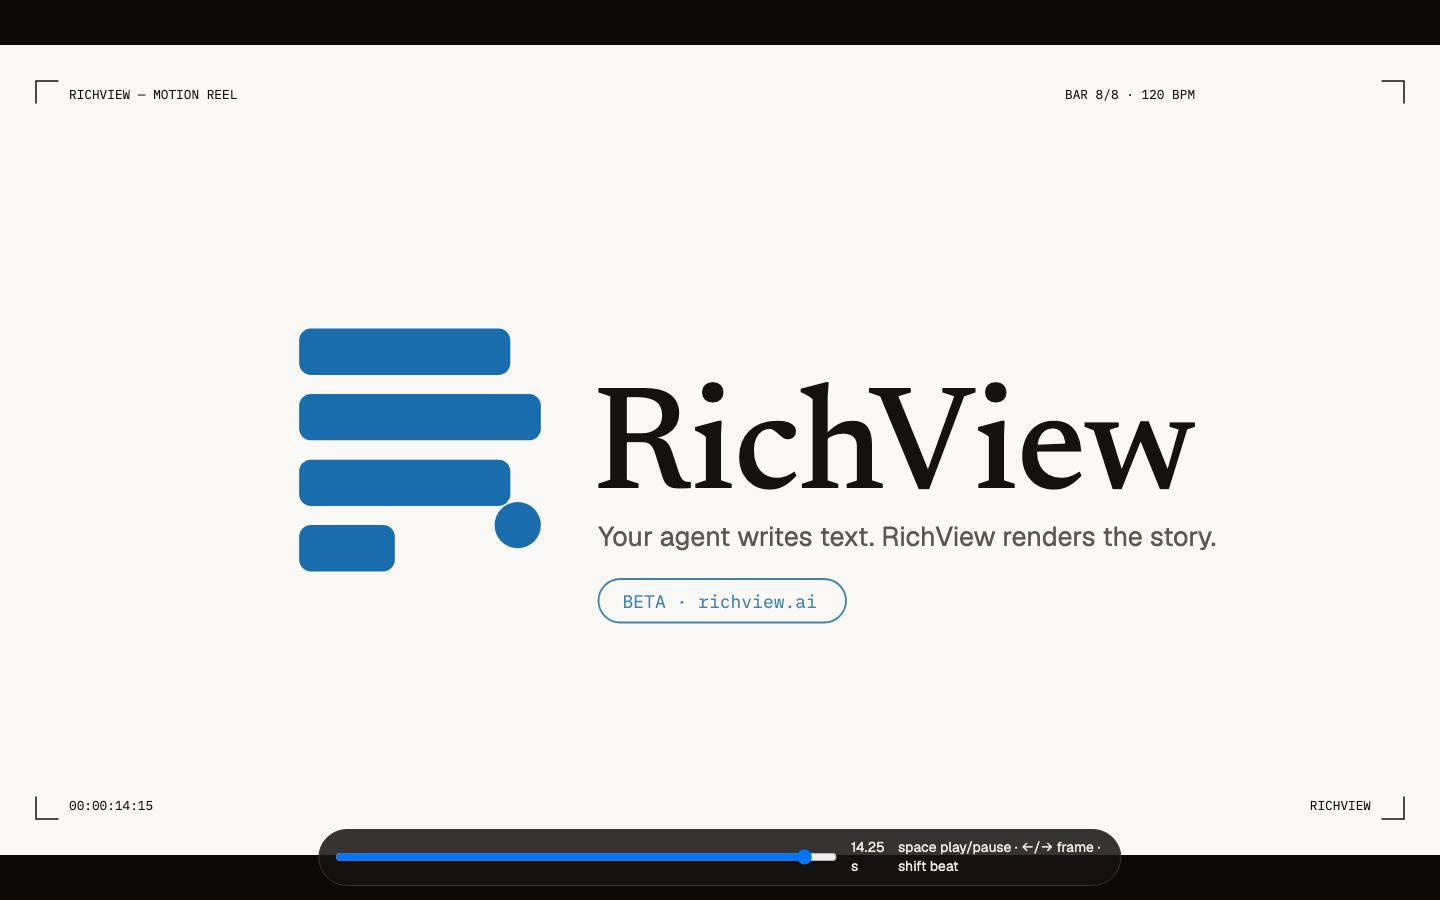 RICHVIEW — MOTION REEL
BAR 8/8 · 120 BPM
RichView
Your agent writes text. RichView renders the story.
BETA · richview.ai
00:00:14:15
RICHVIEW
14.25
s
space play/pause · ←/→ frame ·
shift beat